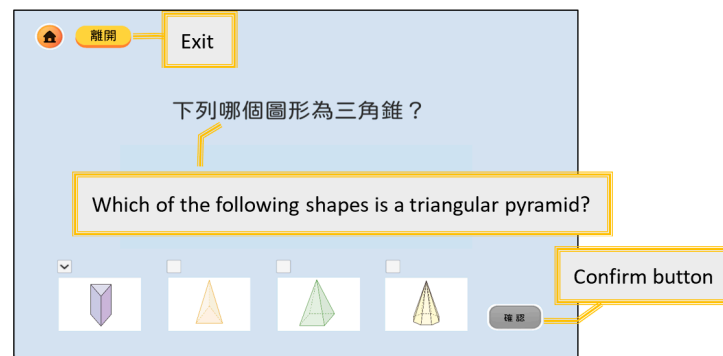 離開
Exit
下列哪個圖形為三角錐？
Which of the following shapes is a triangular pyramid?
Confirm button
確認